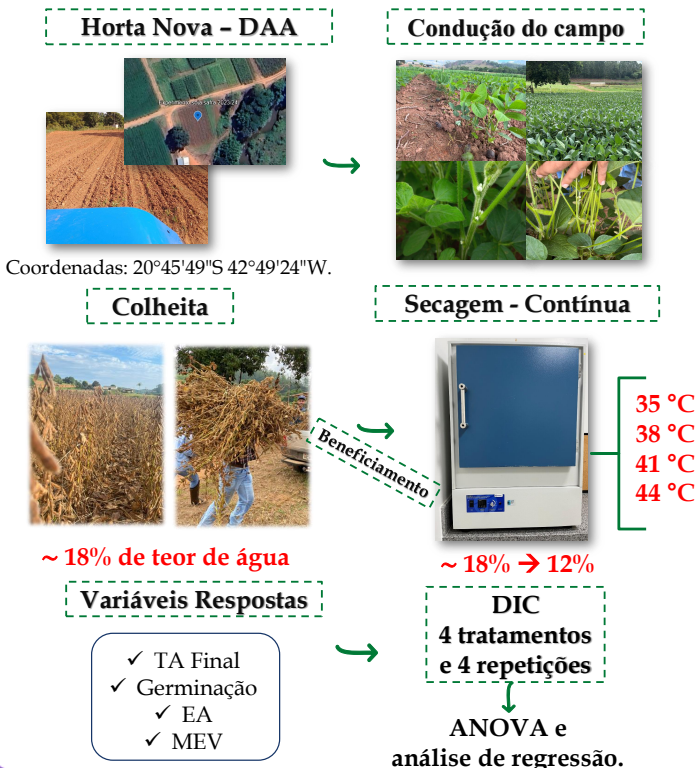 Horta Nova – DAA
Condução do campo
Coordenadas: 20°45'49"S 42°49'24"W.
Colheita
Secagem - Contínua
Beneficiamento
35 °C
38 °C
41 °C
44 °C
~ 18% de teor de água
~ 18% → 12%
Variáveis Respostas
✓ TA Final
✓ Germinação
✓ EA
✓ MEV
DIC
4 tratamentos
e 4 repetições
ANOVA e
análise de regressão.